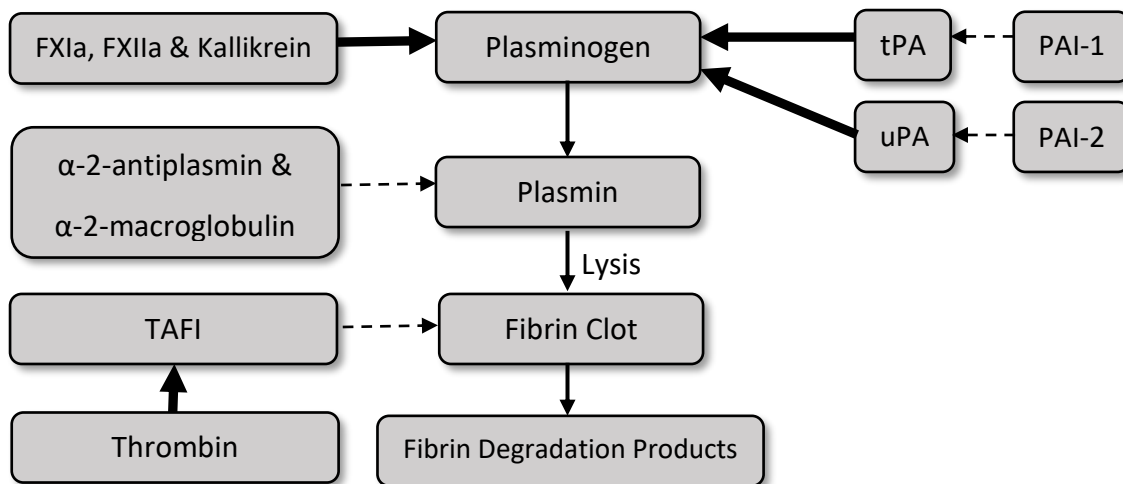 FXIa, FXIIa & Kallikrein
Plasminogen
tPA
PAI-1
uPA
PAI-2
α-2-antiplasmin &
α-2-macroglobulin
Plasmin
Lysis
TAFI
Fibrin Clot
Thrombin
Fibrin Degradation Products